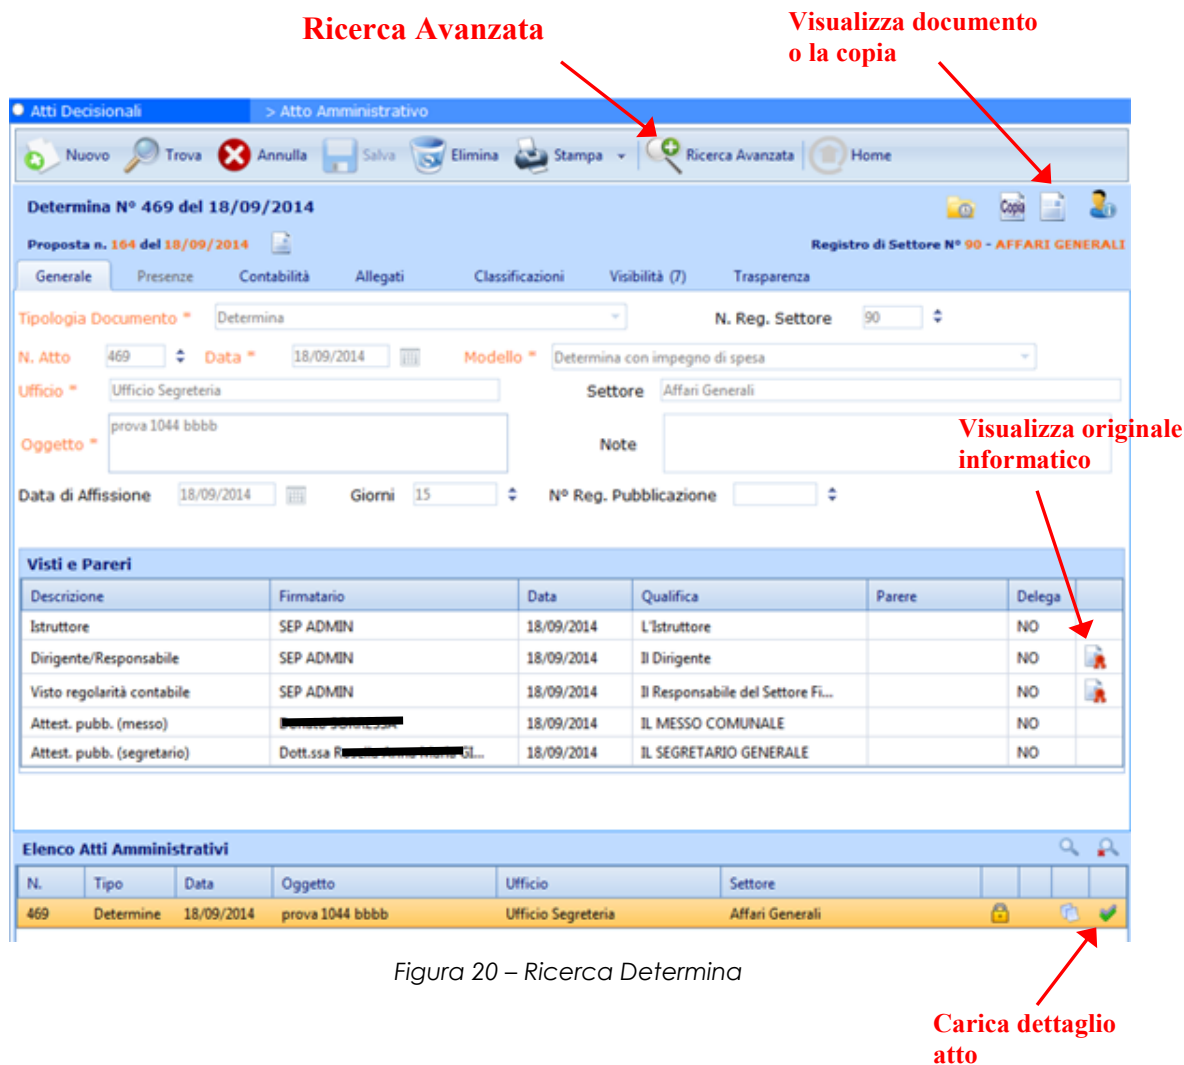 Ricerca Avanzata
Visualizza documento
o la copia
Atti Decisionali > Atto Amministrativo
Nuovo Trova Annulla Salva Elimina Stampa Ricerca Avanzata Home
Determina N° 469 del 18/09/2014
Copia
Proposta n. 164 del 18/09/2014
Registro di Settore N° 90 - AFFARI GENERALI
Generale Presenze Contabilità Allegati Classificazioni Visibilità (7) Trasparenza
Tipologia Documento * Determina N. Reg. Settore 90
N. Atto 469 Data * 18/09/2014 Modello * Determina con impegno di spesa
Ufficio * Ufficio Segreteria Settore Affari Generali
Oggetto * prova 1044 bbbb Note
Visualizza originale
informatico
Data di Affissione 18/09/2014 Giorni 15 N° Reg. Pubblicazione
Visti e Pareri
Descrizione Firmatario Data Qualifica Parere Delega
Istruttore SEP ADMIN 18/09/2014 L'Istruttore NO
Dirigente/Responsabile SEP ADMIN 18/09/2014 Il Dirigente NO
Visto regolarità contabile SEP ADMIN 18/09/2014 Il Responsabile del Settore Fi... NO
Attest. pubb. (messo) 18/09/2014 IL MESSO COMUNALE NO
Attest. pubb. (segretario) Dott.ssa 18/09/2014 IL SEGRETARIO GENERALE NO
Elenco Atti Amministrativi
N. Tipo Data Oggetto Ufficio Settore
469 Determine 18/09/2014 prova 1044 bbbb Ufficio Segreteria Affari Generali
Figura 20 – Ricerca Determina
Carica dettaglio
atto